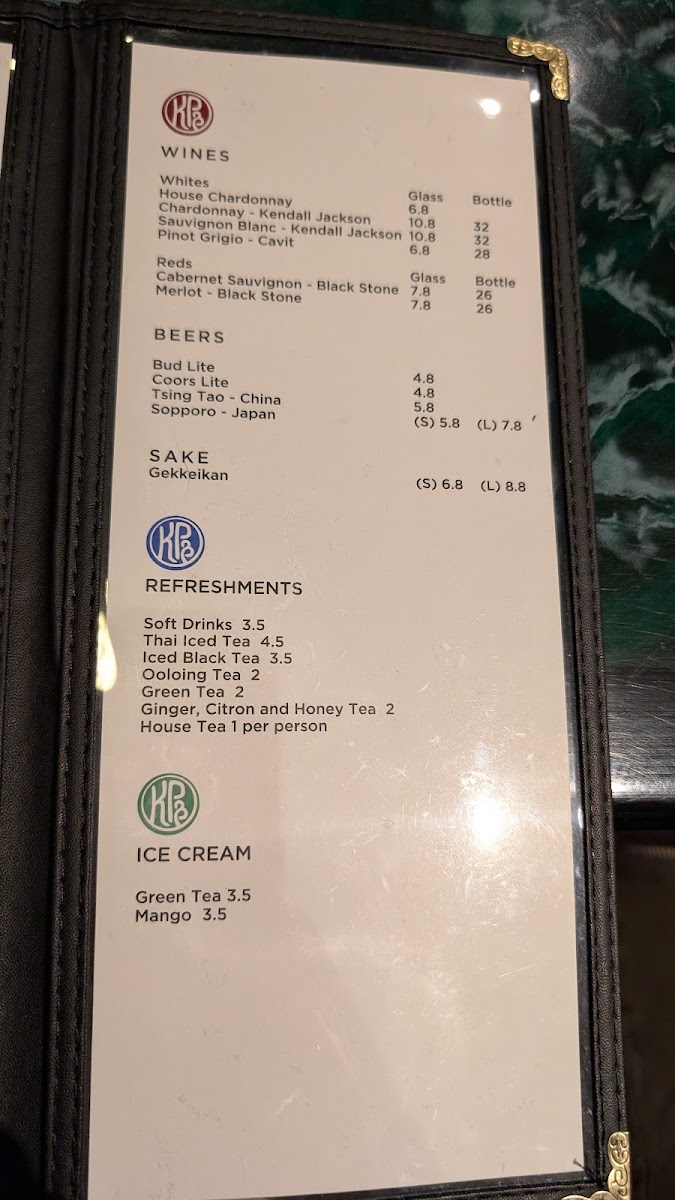 KPa
WINES
Whites Glass Bottle
House Chardonnay 6.8
Chardonnay - Kendall Jackson 10.8 32
Sauvignon Blanc - Kendall Jackson 10.8 32
Pinot Grigio - Cavit 6.8 28
Reds Glass Bottle
Cabernet Sauvignon - Black Stone 7.8 26
Merlot - Black Stone 7.8 26
BEERS
Bud Lite 4.8
Coors Lite 4.8
Tsing Tao - China 5.8
Sopporo - Japan (S) 5.8 (L) 7.8
SAKE
Gekkeikan (S) 6.8 (L) 8.8
KPa
REFRESHMENTS
Soft Drinks 3.5
Thai Iced Tea 4.5
Iced Black Tea 3.5
Ooloing Tea 2
Green Tea 2
Ginger, Citron and Honey Tea 2
House Tea 1 per person
KPa
ICE CREAM
Green Tea 3.5
Mango 3.5